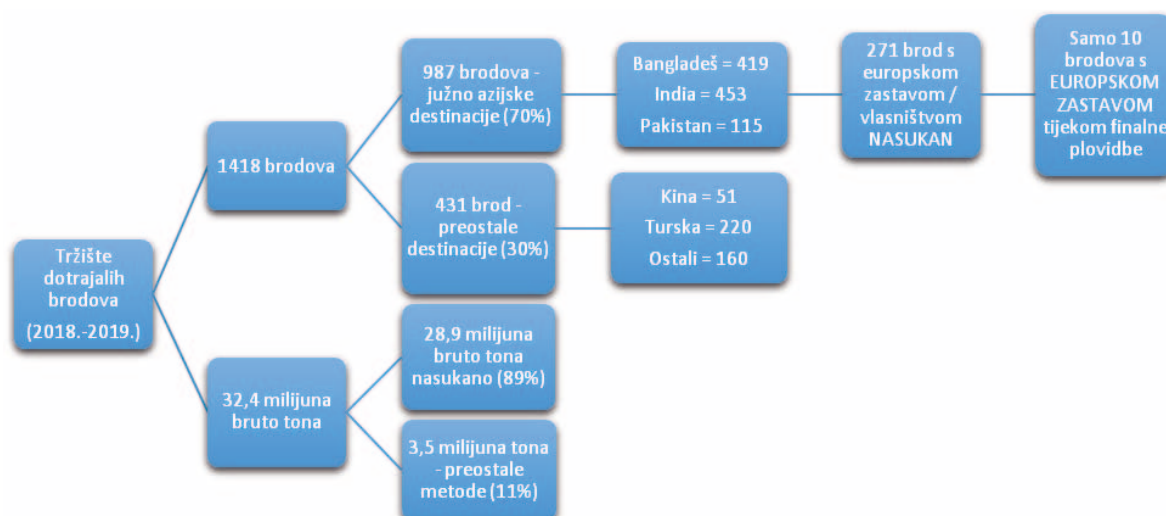 Tržište
dotrajalih
brodova
(2018.-2019.)
1418 brodova
987 brodova -
južno azijske
destinacije (70%)
Bangladeš = 419
India = 453
Pakistan = 115
271 brod s
europskom
zastavom /
vlasništvom
NASUKAN
Samo 10
brodova s
EUROPSKOM
ZASTAVOM
tijekom finalne
plovidbe
431 brod -
preostale
destinacije (30%)
Kina = 51
Turska = 220
Ostali = 160
32,4 milijuna
bruto tona
28,9 milijuna
bruto tona
nasukano (89%)
3,5 milijuna tona
- preostale
metode (11%)